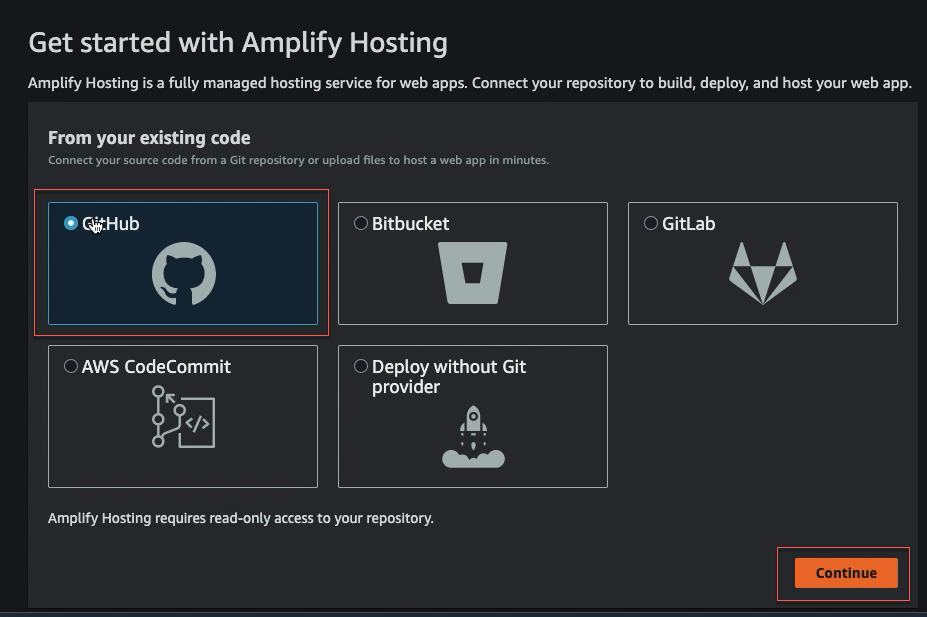 Get started with Amplify Hosting
Amplify Hosting is a fully managed hosting service for web apps. Connect your repository to build, deploy, and host your web app.
From your existing code
Connect your source code from a Git repository or upload files to host a web app in minutes.
GitHub
Bitbucket
GitLab
AWS CodeCommit
Deploy without Git
provider
</>
Amplify Hosting requires read-only access to your repository.
Continue